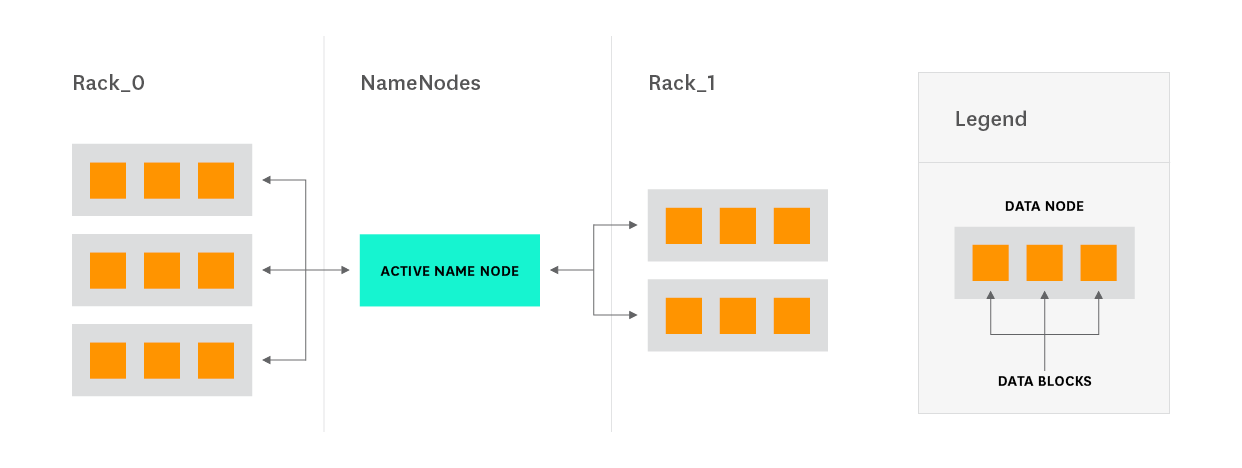 Rack_0
NameNodes
Rack_1
Legend
DATA NODE
ACTIVE NAME NODE
DATA BLOCKS